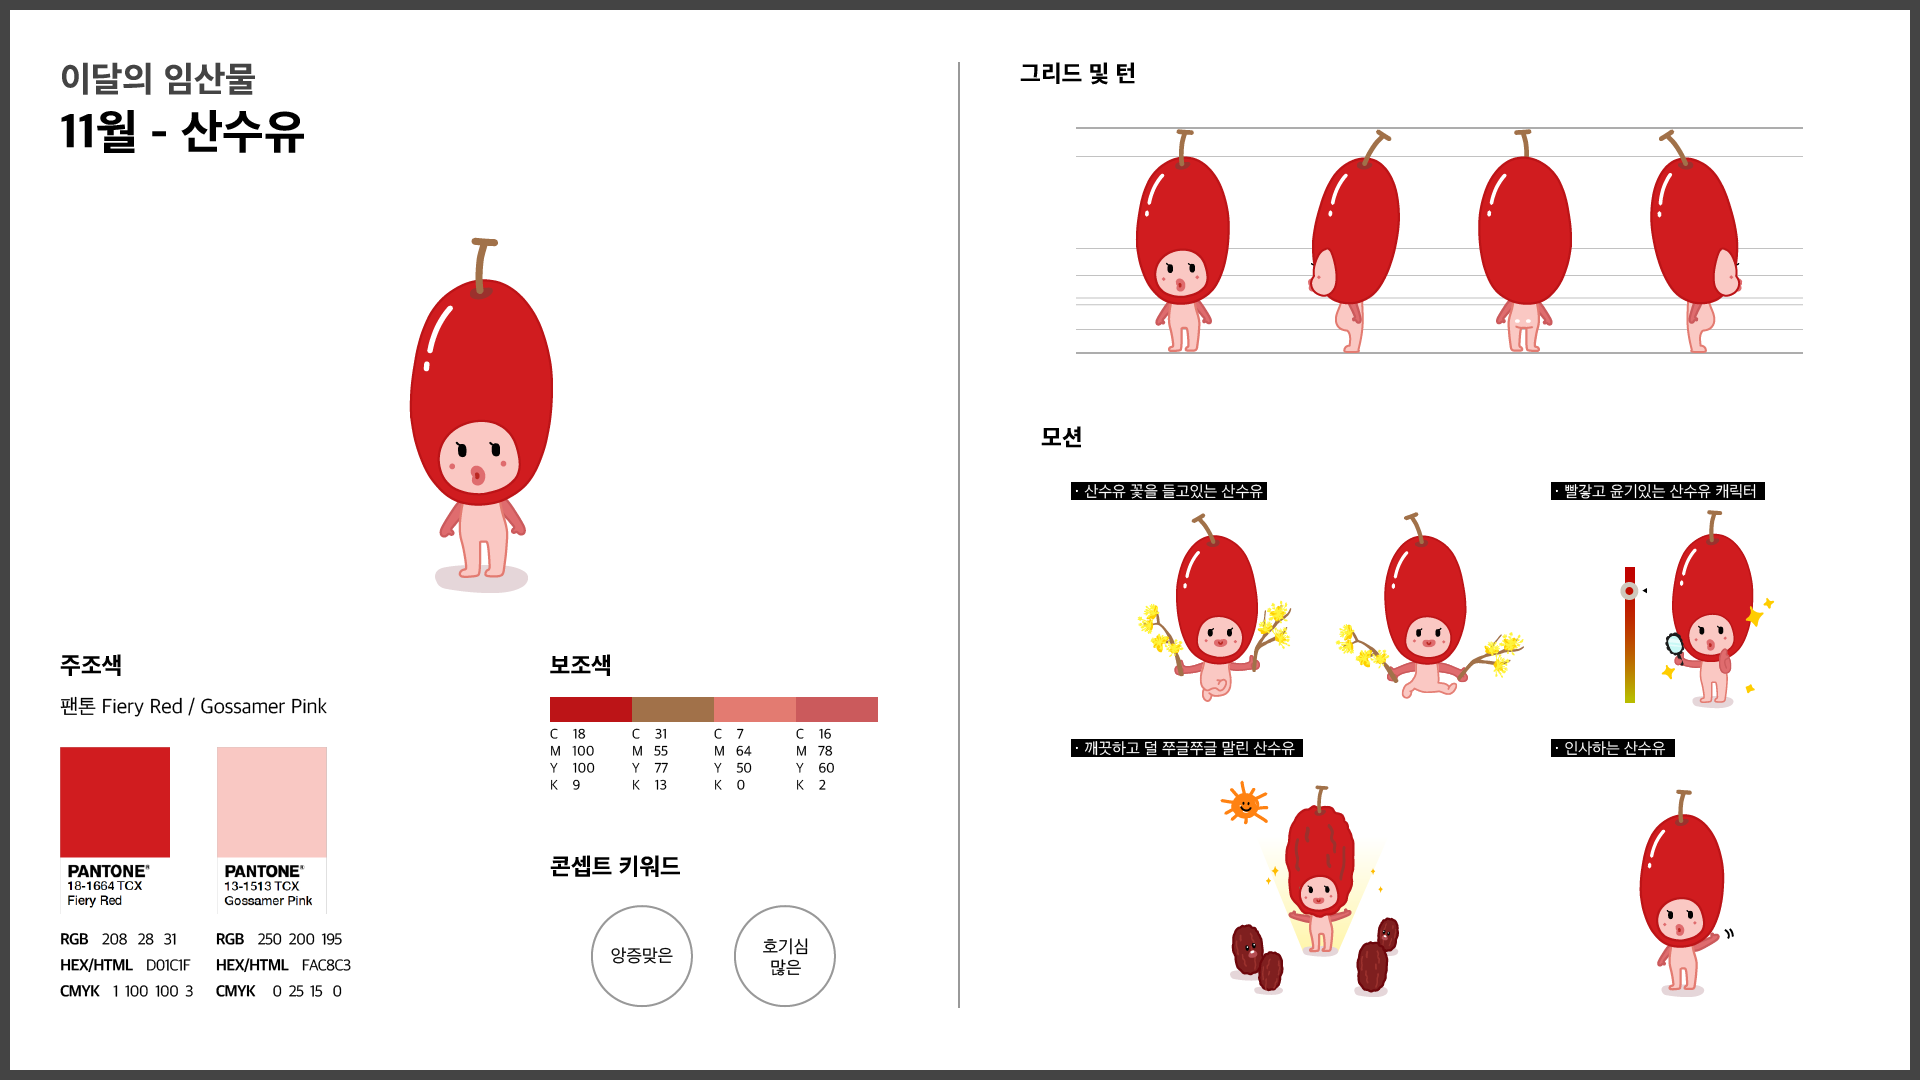 이달의 임산물
11월 - 산수유
주조색
팬톤 Fiery Red / Gossamer Pink
PANTONE®
18-1664 TCX
Fiery Red
RGB 208 28 31
HEX/HTML D01C1F
CMYK 1 100 100 3
PANTONE®
13-1513 TCX
Gossamer Pink
RGB 250 200 195
HEX/HTML FAC8C3
CMYK 0 25 15 0
보조색
C 18
M 100
Y 100
K 9
C 31
M 55
Y 77
K 13
C 7
M 64
Y 50
K 0
C 16
M 78
Y 60
K 2
콘셉트 키워드
앙증맞은
호기심
많은
그리드 및 턴
모션
· 산수유 꽃을 들고있는 산수유
· 빨갛고 윤기있는 산수유 캐릭터
· 깨끗하고 덜 쭈글쭈글 말린 산수유
· 인사하는 산수유